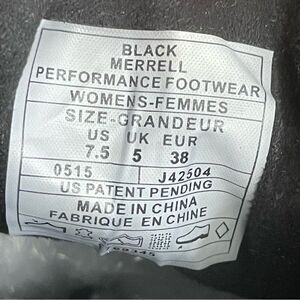 BLACK
MERRELL
PERFORMANCE FOOTWEAR
WOMENS-FEMMES
SIZE-GRANDEUR
US UK EUR
7.5 5 38
0515 J42504
US PATENT PENDING
MADE IN CHINA
FABRIQUE EN CHINE